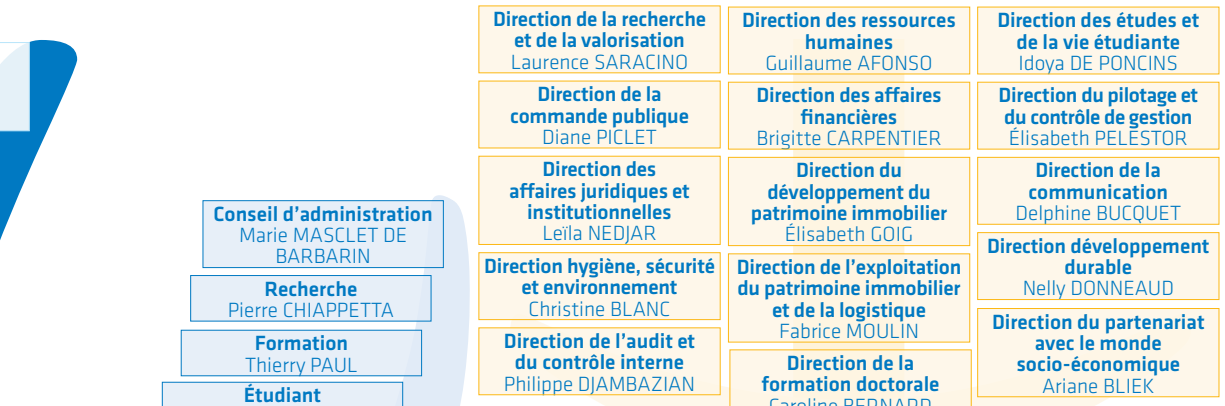 Direction de la recherche
et de la valorisation
Laurence SARACINO
Direction de la
commande publique
Diane PICLET
Direction des
affaires juridiques et
institutionnelles
Leïla NEDJAR
Direction hygiène, sécurité
et environnement
Christine BLANC
Direction de l'audit et
du contrôle interne
Philippe DJAMBAZIAN
Direction des ressources
humaines
Guillaume AFONSO
Direction des affaires
financières
Brigitte CARPENTIER
Direction du
développement du
patrimoine immobilier
Élisabeth GOIG
Direction de l'exploitation
du patrimoine immobilier
et de la logistique
Fabrice MOULIN
Direction de la
formation doctorale
Caroline BERNARD
Direction des études et
de la vie étudiante
Idoya DE PONCINS
Direction du pilotage et
du contrôle de gestion
Élisabeth PELESTOR
Direction de la
communication
Delphine BUCQUET
Direction développement
durable
Nelly DONNEAUD
Direction du partenariat
avec le monde
socio-économique
Ariane BLIEK
Conseil d'administration
Marie MASCLET DE
BARBARIN
Recherche
Pierre CHIAPPETTA
Formation
Thierry PAUL
Étudiant